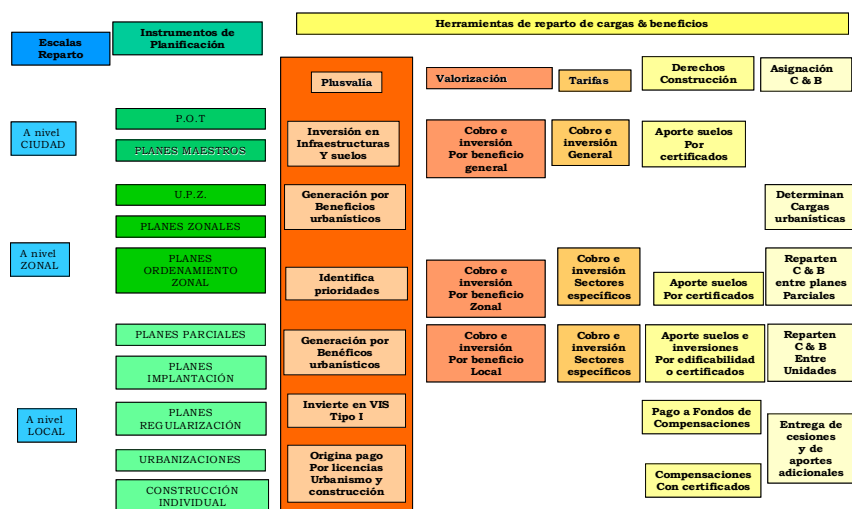 Herramientas de reparto de cargas & beneficios
Escalas
Reparto
Instrumentos de
Planificación
Plusvalía
Valorización
Tarifas
Derechos
Construcción
Asignación
C & B
A nivel
CIUDAD
P.O.T
PLANES MAESTROS
Inversión en
Infraestructuras
Y suelos
Cobro e
inversión
Por beneficio
general
Cobro e
inversión
General
Aporte suelos
Por
certificados
U.P.Z.
PLANES ZONALES
Generación por
Beneficios
urbanísticos
Determinan
Cargas
urbanísticas
A nivel
ZONAL
PLANES
ORDENAMIENTO
ZONAL
Identifica
prioridades
Cobro e
inversión
Por beneficio
Zonal
Cobro e
inversión
Sectores
específicos
Aporte suelos
Por certificados
Reparten
C & B
entre planes
Parciales
PLANES PARCIALES
PLANES
IMPLANTACIÓN
Generación por
Benéficos
urbanísticos
Cobro e
inversión
Por beneficio
Local
Cobro e
inversión
Sectores
específicos
Aporte suelos e
inversiones
Por edificabilidad
o certificados
Reparten
C & B
Entre
Unidades
A nivel
LOCAL
PLANES
REGULARIZACIÓN
Invierte en VIS
Tipo I
Pago a Fondos de
Compensaciones
Entrega de
cesiones
y de
aportes
adicionales
URBANIZACIONES
CONSTRUCCIÓN
INDIVIDUAL
Origina pago
Por licencias
Urbanismo y
construcción
Compensaciones
Con certificados